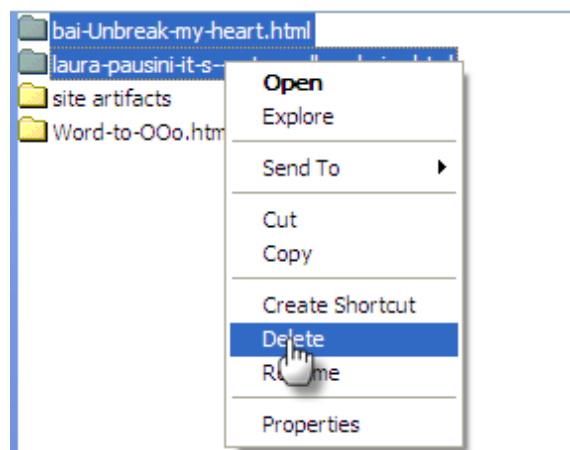 bai-Unbreak-my-heart.html
laura-pausini-it-s-
site artifacts
Word-to-OOo.htm
Open
Explore
Send To
Cut
Copy
Create Shortcut
Delete
Rename
Properties